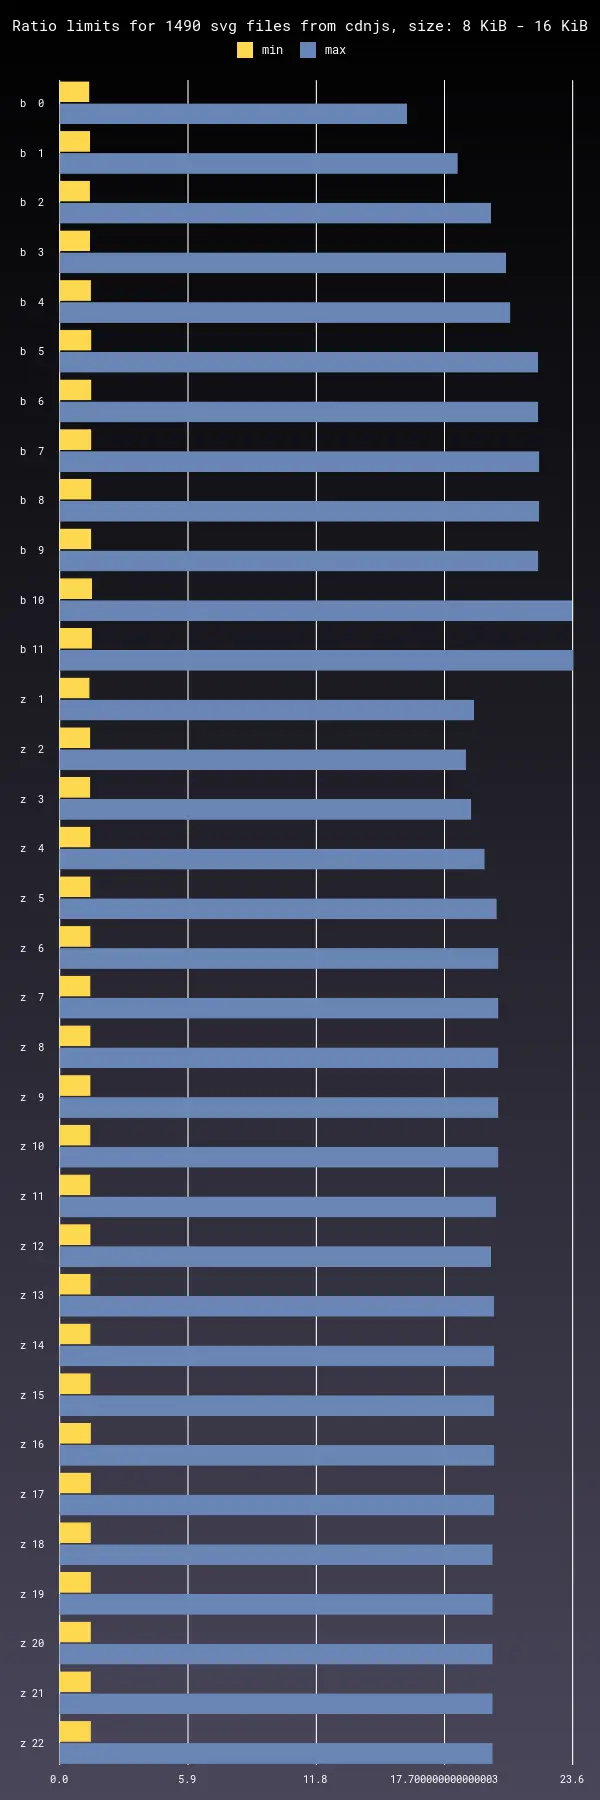 Ratio limits for 1490 svg files from cdnjs, size: 8 KiB - 16 KiB
min max
b 0
b 1
b 2
b 3
b 4
b 5
b 6
b 7
b 8
b 9
b 10
b 11
z 1
z 2
z 3
z 4
z 5
z 6
z 7
z 8
z 9
z 10
z 11
z 12
z 13
z 14
z 15
z 16
z 17
z 18
z 19
z 20
z 21
z 22
0.0 5.9 11.8 17.700000000000003 23.6